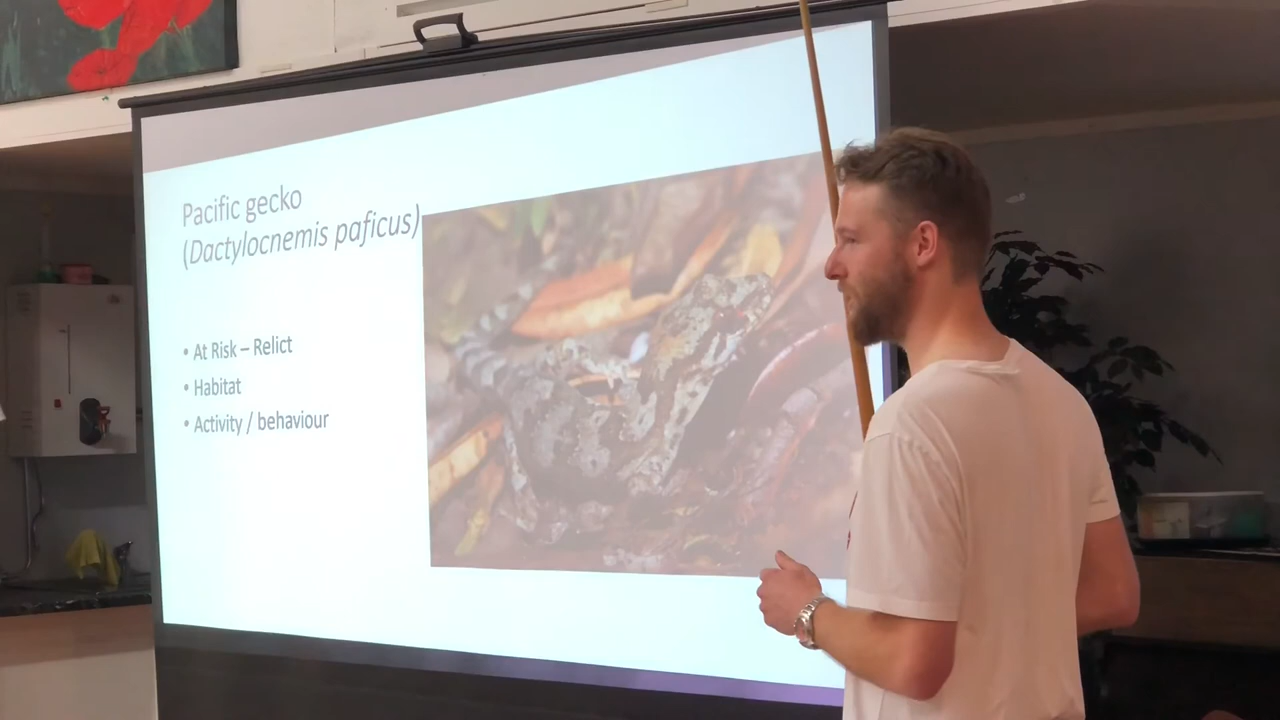 Pacific gecko
(Dactylocnemis paficus)
• At Risk – Relict
• Habitat
• Activity / behaviour